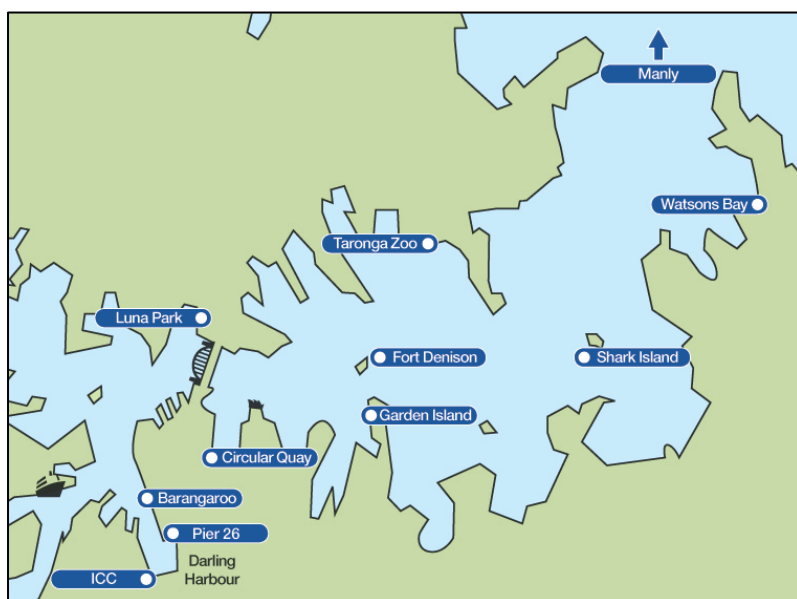 Manly
Watsons Bay
Taronga Zoo
Luna Park
Fort Denison
Shark Island
Garden Island
Circular Quay
Barangaroo
Pier 26
Darling
Harbour
ICC